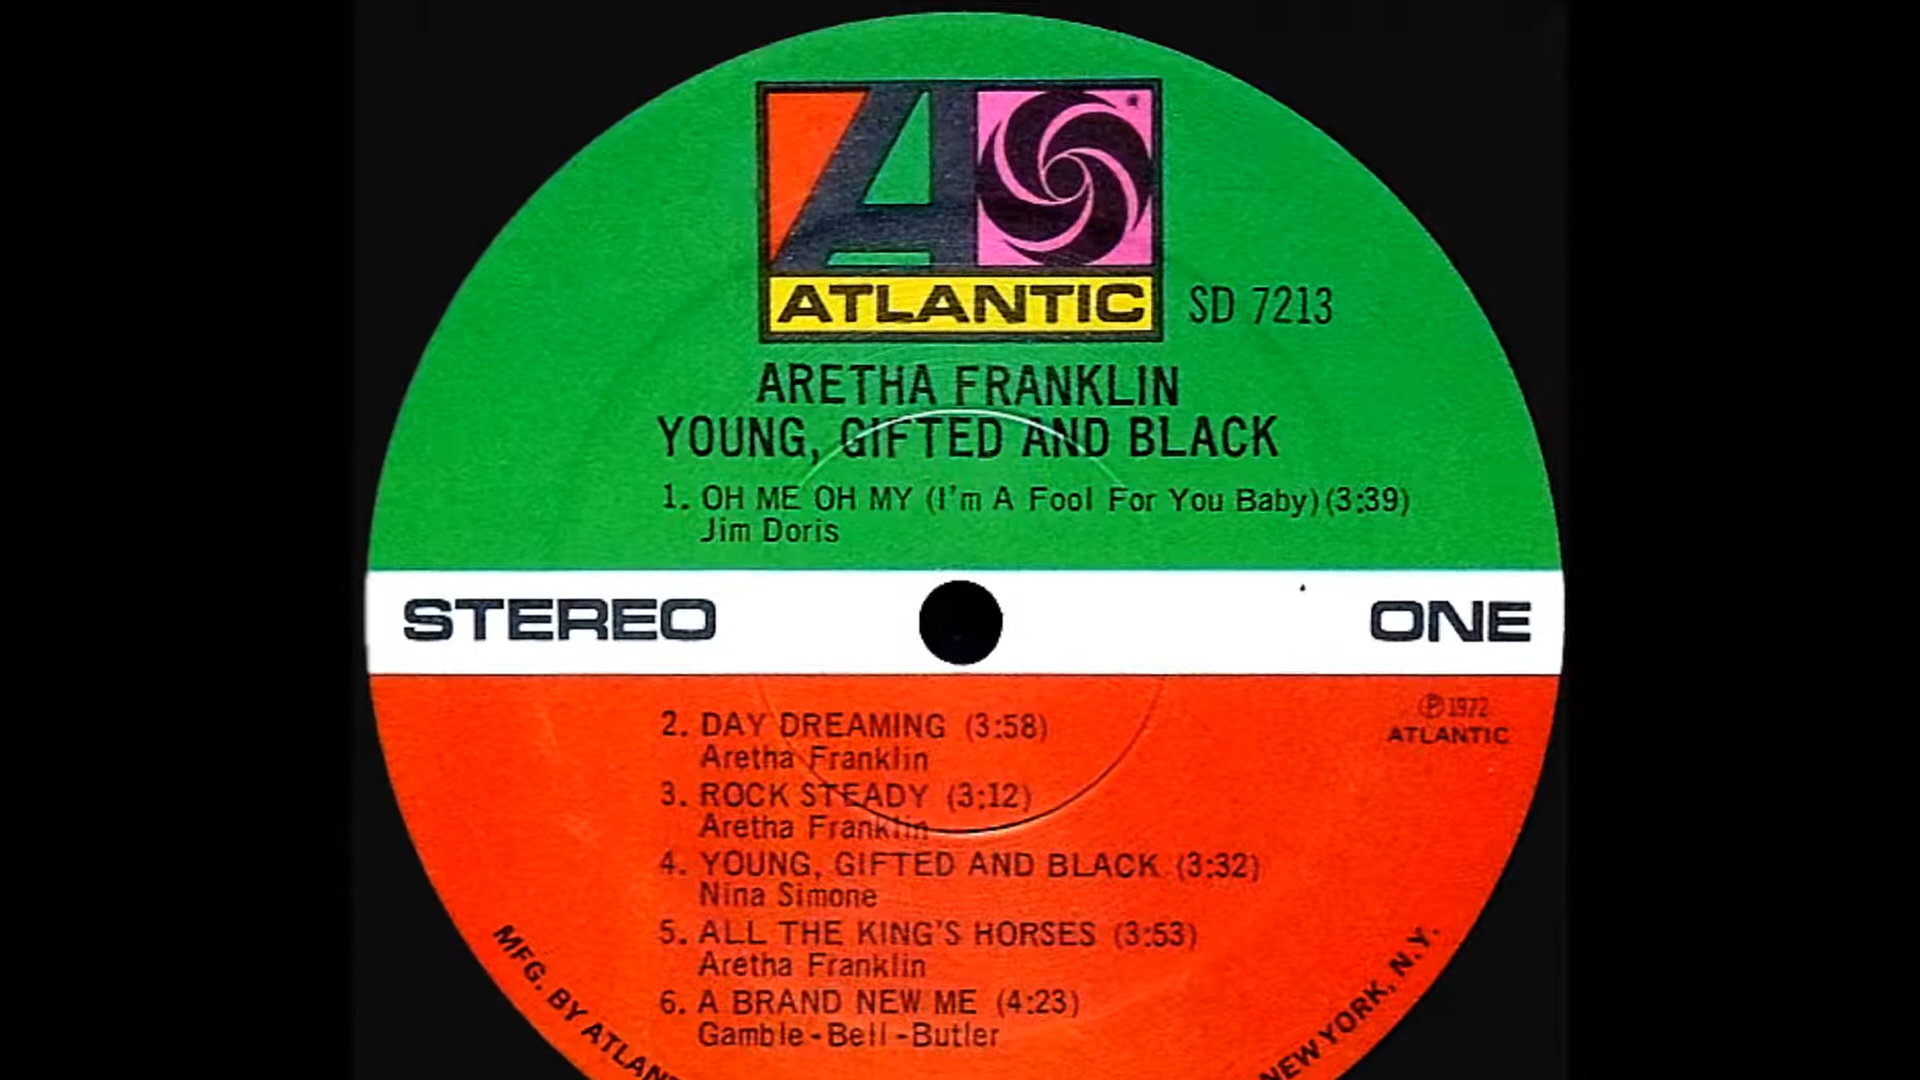 ATLANTIC
SD 7213
ARETHA FRANKLIN
YOUNG, GIFTED AND BLACK
1. OH ME OH MY (I'm A Fool For You Baby) (3:39)
Jim Doris
STEREO
ONE
℗ 1972
ATLANTIC
2. DAY DREAMING (3:58)
Aretha Franklin
3. ROCK STEADY (3:12)
Aretha Franklin
4. YOUNG, GIFTED AND BLACK (3:32)
Nina Simone
5. ALL THE KING'S HORSES (3:53)
Aretha Franklin
6. A BRAND NEW ME (4:23)
Gamble-Bell-Butler
MFG. BY
NEW YORK, N.Y.